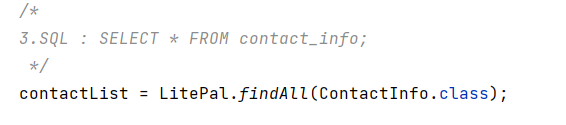 /*
3.SQL : SELECT * FROM contact_info;
*/
contactList = LitePal.findAll(ContactInfo.class);